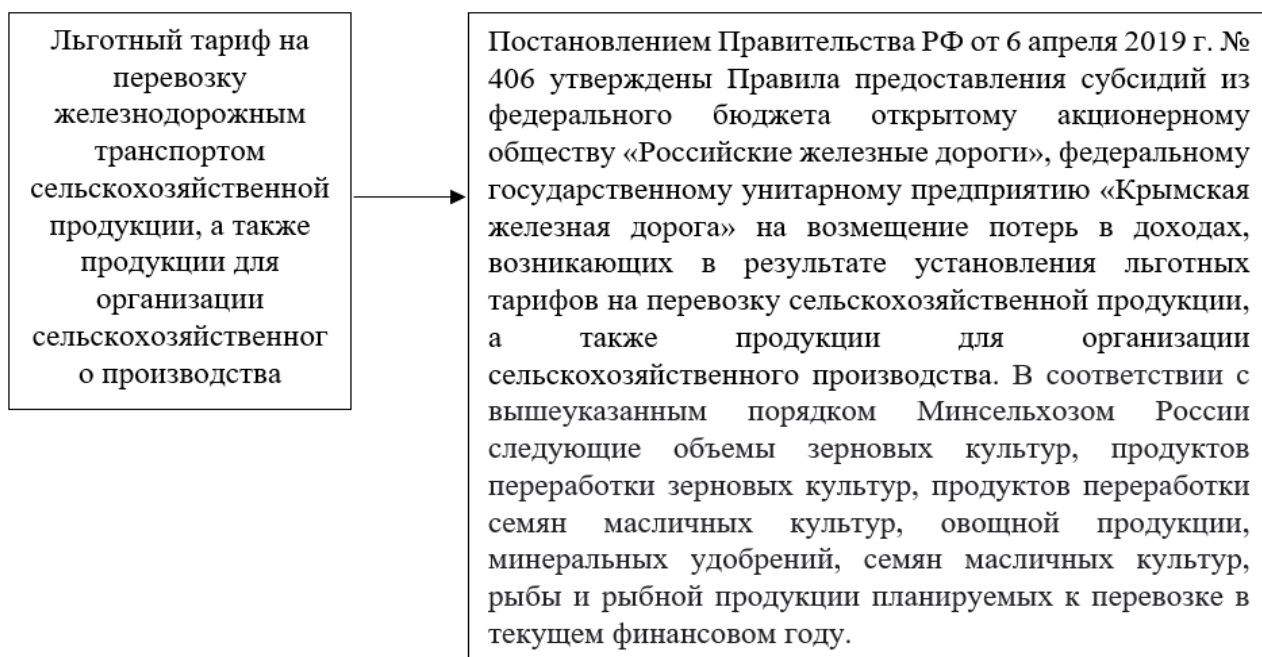 Льготный тариф на
перевозку
железнодорожным
транспортом
сельскохозяйственной
продукции, а также
продукции для
организации
сельскохозяйственног
о производства
Постановлением Правительства РФ от 6 апреля 2019 г. №
406 утверждены Правила предоставления субсидий из
федерального бюджета открытому акционерному
обществу «Российские железные дороги», федеральному
государственному унитарному предприятию «Крымская
железная дорога» на возмещение потерь в доходах,
возникающих в результате установления льготных
тарифов на перевозку сельскохозяйственной продукции,
а также продукции для организации
сельскохозяйственного производства. В соответствии с
вышеуказанным порядком Минсельхозом России
следующие объемы зерновых культур, продуктов
переработки зерновых культур, продуктов переработки
семян масличных культур, овощной продукции,
минеральных удобрений, семян масличных культур,
рыбы и рыбной продукции планируемых к перевозке в
текущем финансовом году.